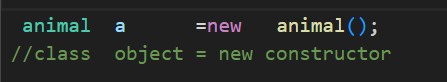 animal  a       =new   animal();
//class  object = new constructor